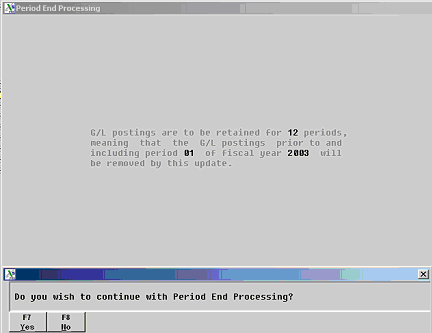 Period End Processing
G/L postings are to be retained for 12 periods,
meaning that the G/L postings prior to and
including period 01 of fiscal year 2003 will
be removed by this update.
Do you wish to continue with Period End Processing?
F7 F8
Yes No